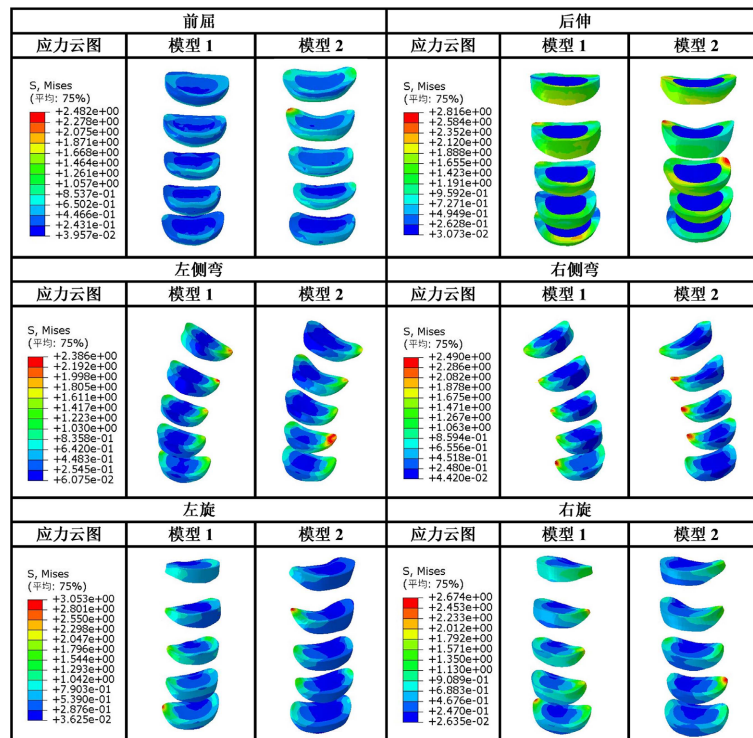 前屈 后伸
应力云图 模型 1 模型 2 应力云图 模型 1 模型 2
S, Mises
(平均: 75%)
+2.482e+00
+2.278e+00
+2.075e+00
+1.871e+00
+1.668e+00
+1.464e+00
+1.261e+00
+1.057e+00
+8.537e-01
+6.502e-01
+4.466e-01
+2.431e-01
+3.957e-02
S, Mises
(平均: 75%)
+2.816e+00
+2.584e+00
+2.352e+00
+2.120e+00
+1.888e+00
+1.655e+00
+1.423e+00
+1.191e+00
+9.592e-01
+7.271e-01
+4.949e-01
+2.628e-01
+3.073e-02
左侧弯 右侧弯
应力云图 模型 1 模型 2 应力云图 模型 1 模型 2
S, Mises
(平均: 75%)
+2.386e+00
+2.192e+00
+1.998e+00
+1.805e+00
+1.611e+00
+1.417e+00
+1.223e+00
+1.030e+00
+8.358e-01
+6.420e-01
+4.483e-01
+2.545e-01
+6.075e-02
S, Mises
(平均: 75%)
+2.490e+00
+2.286e+00
+2.082e+00
+1.878e+00
+1.675e+00
+1.471e+00
+1.267e+00
+1.063e+00
+8.594e-01
+6.556e-01
+4.518e-01
+2.480e-01
+4.420e-02
左旋 右旋
应力云图 模型 1 模型 2 应力云图 模型 1 模型 2
S, Mises
(平均: 75%)
+3.053e+00
+2.801e+00
+2.550e+00
+2.298e+00
+2.047e+00
+1.796e+00
+1.544e+00
+1.293e+00
+1.042e+00
+7.903e-01
+5.390e-01
+2.876e-01
+3.625e-02
S, Mises
(平均: 75%)
+2.674e+00
+2.453e+00
+2.233e+00
+2.012e+00
+1.792e+00
+1.571e+00
+1.350e+00
+1.130e+00
+9.089e-01
+6.883e-01
+4.676e-01
+2.470e-01
+2.635e-02